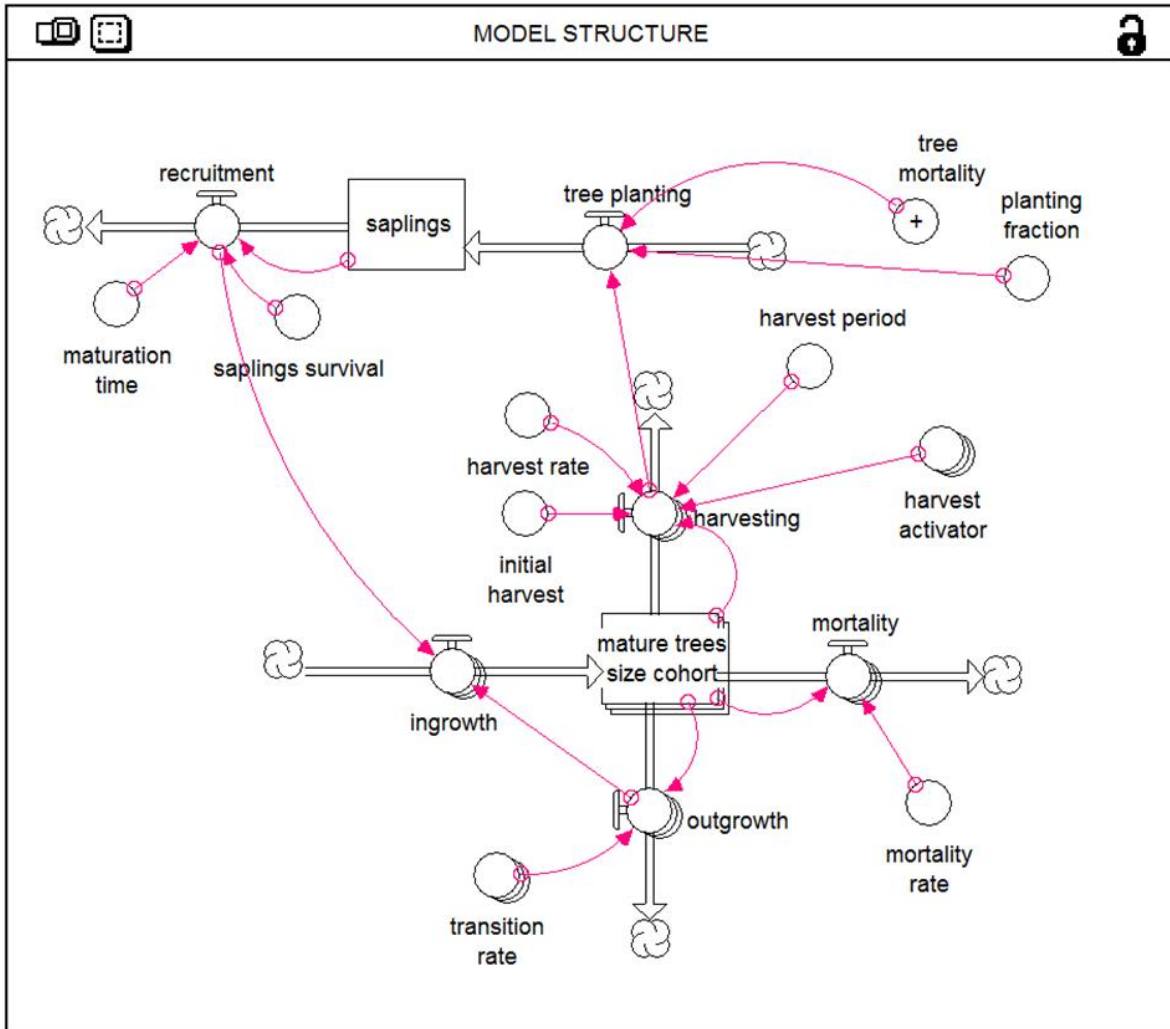 MODEL STRUCTURE
recruitment
saplings
tree planting
tree
mortality
+
planting
fraction
maturation
time
saplings survival
harvest period
harvest rate
harvest
activator
initial
harvest
harvesting
mature trees
size cohort
mortality
ingrowth
outgrowth
mortality
rate
transition
rate